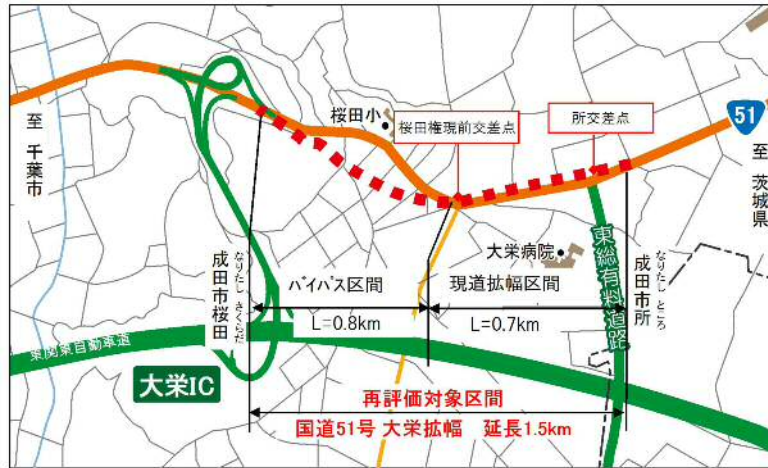 桜田小
桜田権現前交差点
所交差点
51
至 千葉市
至 茨城県
大栄病院
東総有料道路
なりたし さくらだ
成田市桜田
なりたし ところ
成田市所
バイパス区間
現道拡幅区間
L=0.8km
L=0.7km
東関東自動車道
大栄IC
再評価対象区間
国道51号 大栄拡幅 延長1.5km